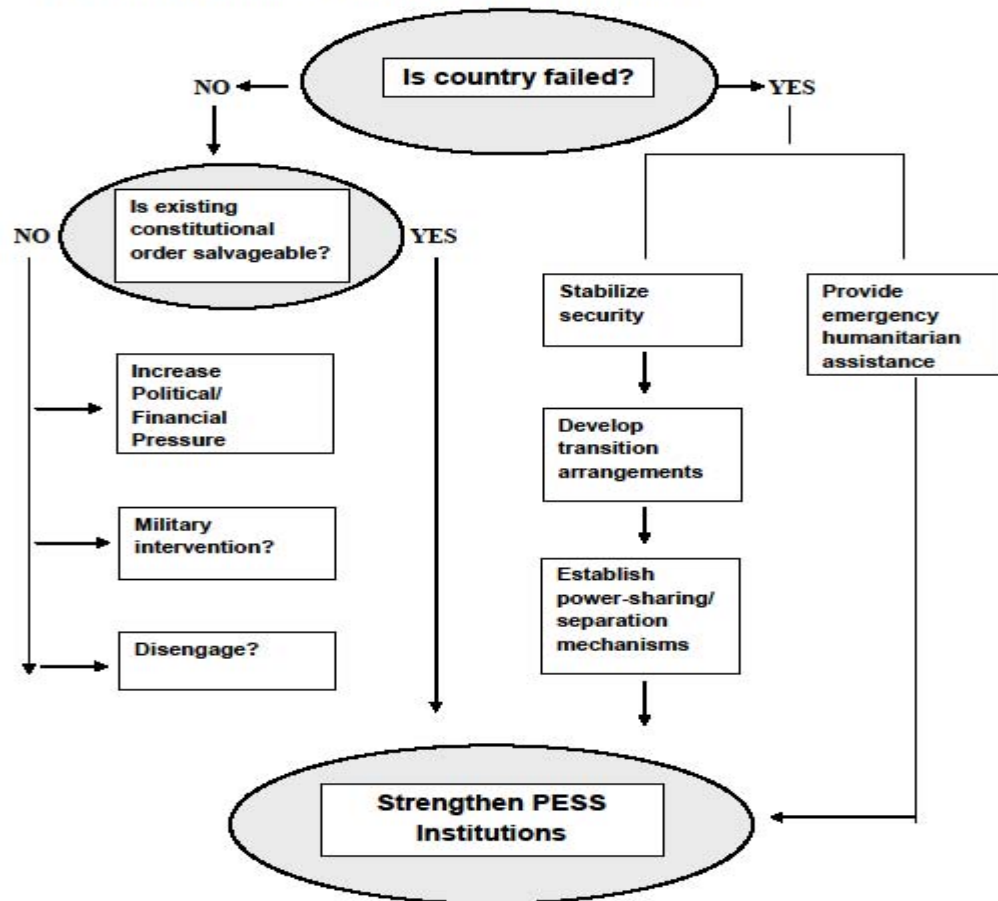 Is country failed?
NO
YES
Is existing
constitutional
order salvageable?
NO
YES
Increase
Political/
Financial
Pressure
Military
intervention?
Disengage?
Stabilize
security
Develop
transition
arrangements
Establish
power-sharing/
separation
mechanisms
Provide
emergency
humanitarian
assistance
Strengthen PESS
Institutions